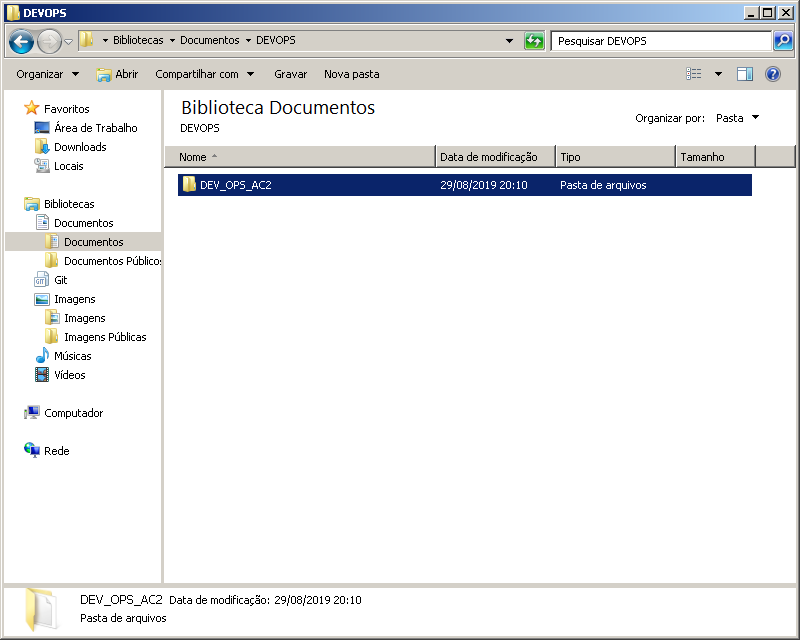 DEVOPS
Bibliotecas Documentos DEVOPS
Pesquisar DEVOPS
Organizar Abrir Compartilhar com Gravar Nova pasta
Favoritos
Área de Trabalho
Downloads
Locais
Bibliotecas
Documentos
Documentos
Documentos Públicos
Git
Imagens
Imagens
Imagens Públicas
Músicas
Vídeos
Computador
Rede
Biblioteca Documentos
DEVOPS
Organizar por: Pasta
Nome Data de modificação Tipo Tamanho
DEV_OPS_AC2 29/08/2019 20:10 Pasta de arquivos
DEV_OPS_AC2 Data de modificação: 29/08/2019 20:10
Pasta de arquivos